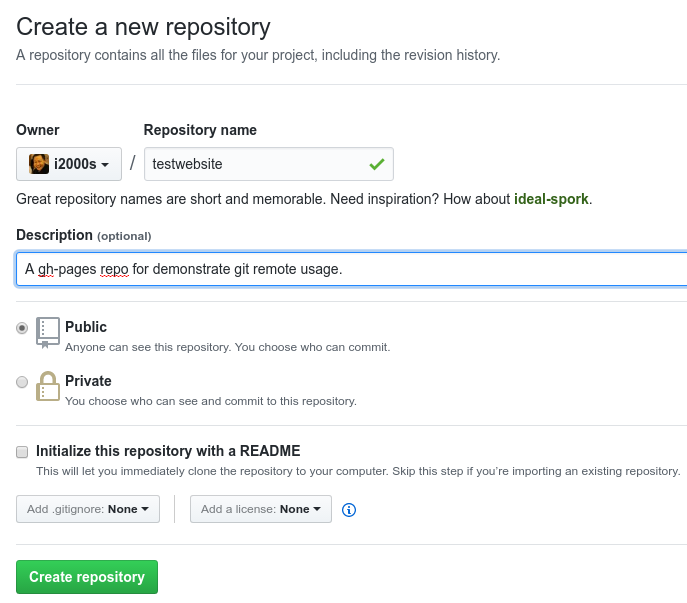 Create a new repository
A repository contains all the files for your project, including the revision history.
Owner Repository name
i2000s / testwebsite
Great repository names are short and memorable. Need inspiration? How about ideal-spork.
Description (optional)
A gh-pages repo for demonstrate git remote usage.
Public
Anyone can see this repository. You choose who can commit.
Private
You choose who can see and commit to this repository.
Initialize this repository with a README
This will let you immediately clone the repository to your computer. Skip this step if you’re importing an existing repository.
Add .gitignore: None Add a license: None
Create repository